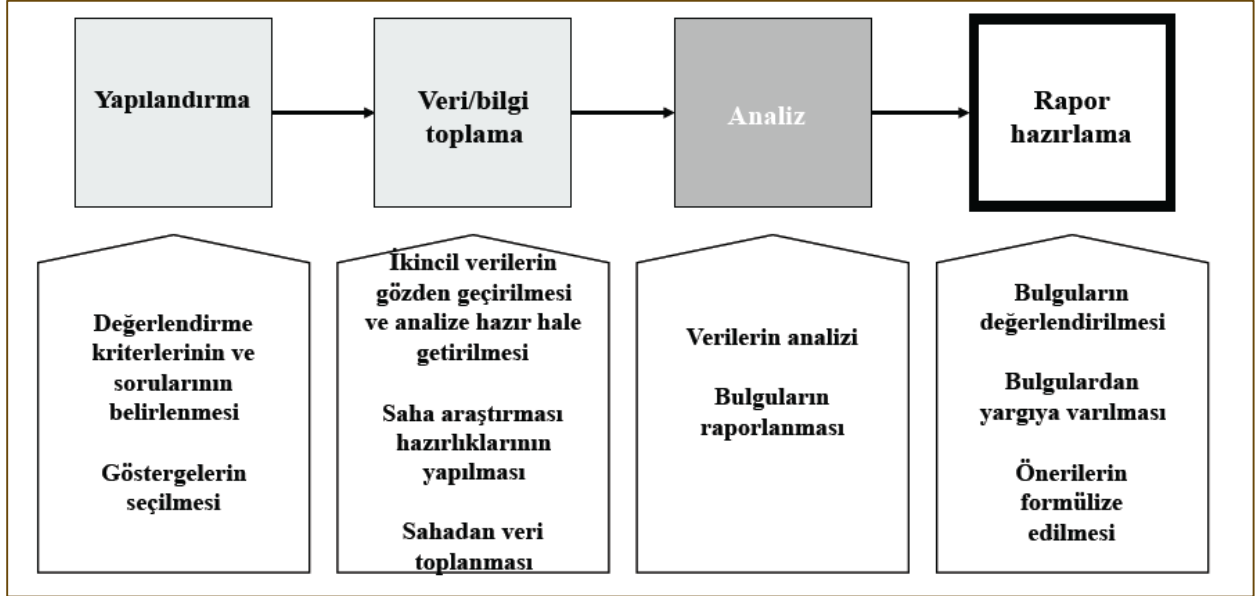 Yapılandırma
Veri/bilgi
toplama
Analiz
Rapor
hazırlama
Değerlendirme
kriterlerinin ve
sorularının
belirlenmesi
Göstergelerin
seçilmesi
İkincil verilerin
gözden geçirilmesi
ve analize hazır hale
getirilmesi
Saha araştırması
hazırlıklarının
yapılması
Sahadan veri
toplanması
Verilerin analizi
Bulguların
raporlanması
Bulguların
değerlendirilmesi
Bulgulardan
yargıya varılması
Önerilerin
formülize
edilmesi